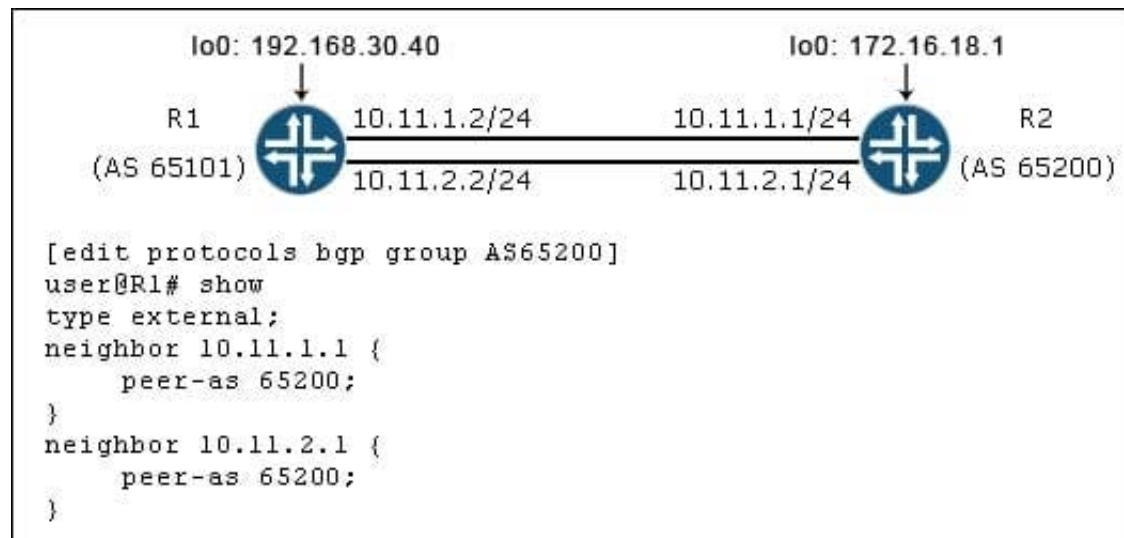 lo0: 192.168.30.40
lo0: 172.16.18.1
R1
10.11.1.2/24
10.11.1.1/24
R2
(AS 65101)
10.11.2.2/24
10.11.2.1/24
(AS 65200)
[edit protocols bgp group AS65200]
user@R1# show
type external;
neighbor 10.11.1.1 {
peer-as 65200;
}
neighbor 10.11.2.1 {
peer-as 65200;
}